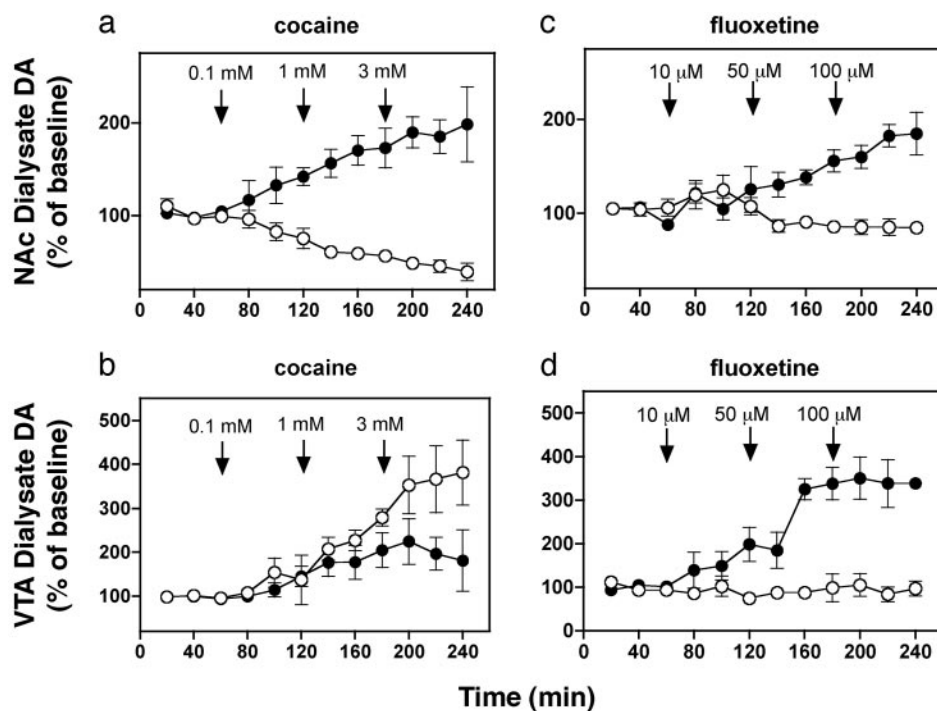 a
cocaine
0.1 mM 1 mM 3 mM
200
100
0 40 80 120 160 200 240
NAc Dialysate DA
(% of baseline)
c
fluoxetine
10 μM 50 μM 100 μM
200
100
0
0 40 80 120 160 200 240
b
cocaine
0.1 mM 1 mM 3 mM
500
400
300
200
100
0 40 80 120 160 200 240
VTA Dialysate DA
(% of baseline)
d
fluoxetine
10 μM 50 μM 100 μM
500
400
300
200
100
0
0 40 80 120 160 200 240
Time (min)